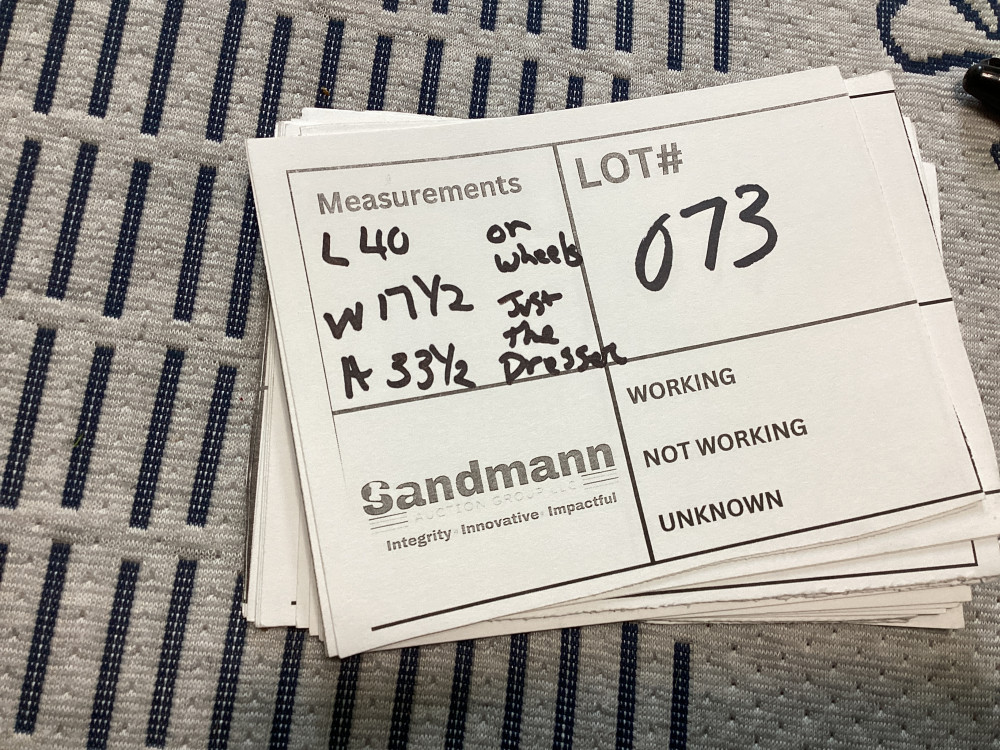 Measurements
L 40
W 17 1/2
H 33 1/2
on
wheels
Just
the
Dresser
LOT#
073
Sandmann
AUCTION GROUP LLC
Integrity Innovative Impactful
WORKING
NOT WORKING
UNKNOWN